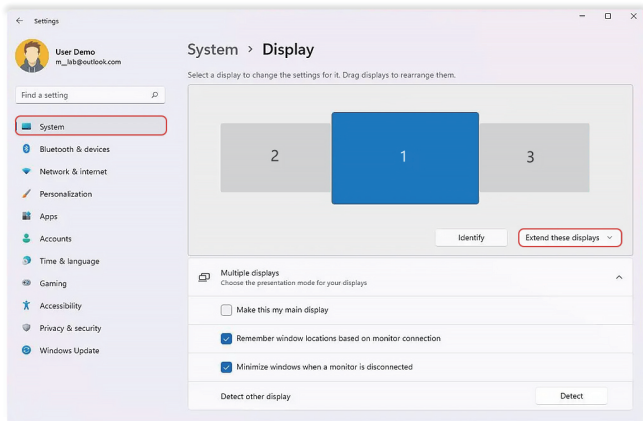 Settings
User Demo
m_lab@outlook.com
Find a setting
System
Bluetooth & devices
Network & internet
Personalization
Apps
Accounts
Time & language
Gaming
Accessibility
Privacy & security
Windows Update
System > Display
Select a display to change the settings for it. Drag displays to rearrange them.
2
1
3
Identify
Extend these displays
Multiple displays
Choose the presentation mode for your displays
Make this my main display
Remember window locations based on monitor connection
Minimize windows when a monitor is disconnected
Detect other display
Detect